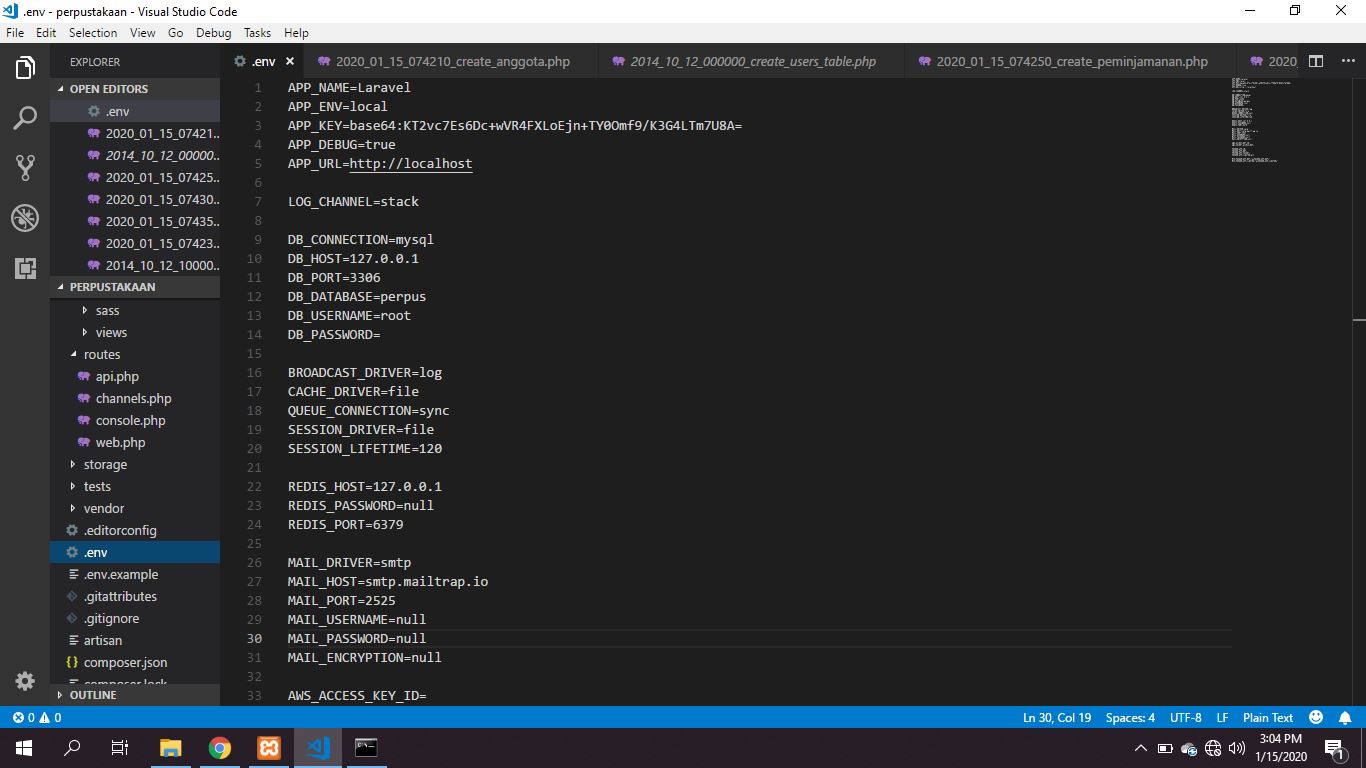 .env - perpustakaan - Visual Studio Code
File Edit Selection View Go Debug Tasks Help
EXPLORER
OPEN EDITORS
.env
2020_01_15_07421...
2014_10_12_00000...
2020_01_15_07425...
2020_01_15_07430...
2020_01_15_07435...
2020_01_15_07423...
2014_10_12_10000...
PERPUSTAKAAN
sass
views
routes
api.php
channels.php
console.php
web.php
storage
tests
vendor
.editorconfig
.env
.env.example
.gitattributes
.gitignore
artisan
composer.json
composer.lock
OUTLINE
.env
2020_01_15_074210_create_anggota.php
2014_10_12_000000_create_users_table.php
2020_01_15_074250_create_peminjamanan.php
2020_
1 APP_NAME=Laravel
2 APP_ENV=local
3 APP_KEY=base64:KT2vc7Es6Dc+wVR4FXLoEjn+TY0Omf9/K3G4LTm7U8A=
4 APP_DEBUG=true
5 APP_URL=http://localhost
6
7 LOG_CHANNEL=stack
8
9 DB_CONNECTION=mysql
10 DB_HOST=127.0.0.1
11 DB_PORT=3306
12 DB_DATABASE=perpus
13 DB_USERNAME=root
14 DB_PASSWORD=
15
16 BROADCAST_DRIVER=log
17 CACHE_DRIVER=file
18 QUEUE_CONNECTION=sync
19 SESSION_DRIVER=file
20 SESSION_LIFETIME=120
21
22 REDIS_HOST=127.0.0.1
23 REDIS_PASSWORD=null
24 REDIS_PORT=6379
25
26 MAIL_DRIVER=smtp
27 MAIL_HOST=smtp.mailtrap.io
28 MAIL_PORT=2525
29 MAIL_USERNAME=null
30 MAIL_PASSWORD=null
31 MAIL_ENCRYPTION=null
32
33 AWS_ACCESS_KEY_ID=
0 0
Ln 30, Col 19 Spaces: 4 UTF-8 LF Plain Text
3:04 PM
1/15/2020
1